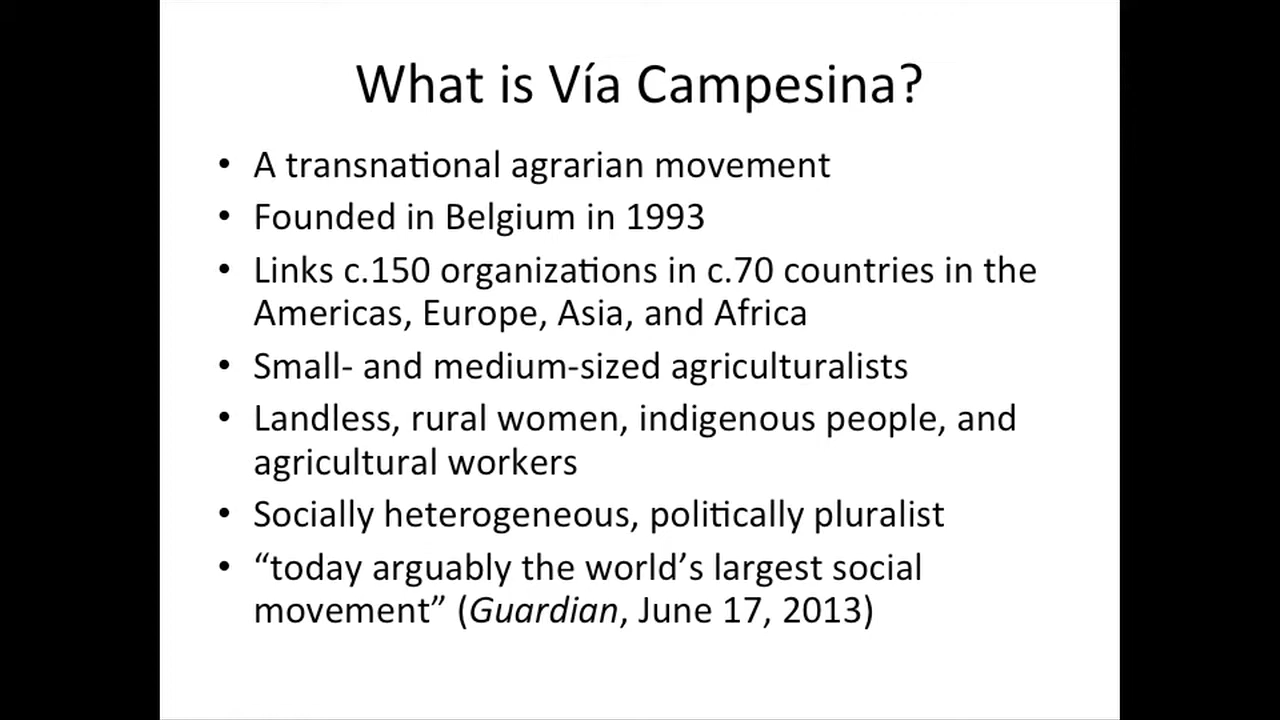 What is Vía Campesina?
• A transnational agrarian movement
• Founded in Belgium in 1993
• Links c.150 organizations in c.70 countries in the
Americas, Europe, Asia, and Africa
• Small- and medium-sized agriculturalists
• Landless, rural women, indigenous people, and
agricultural workers
• Socially heterogeneous, politically pluralist
• “today arguably the world’s largest social
movement” (Guardian, June 17, 2013)